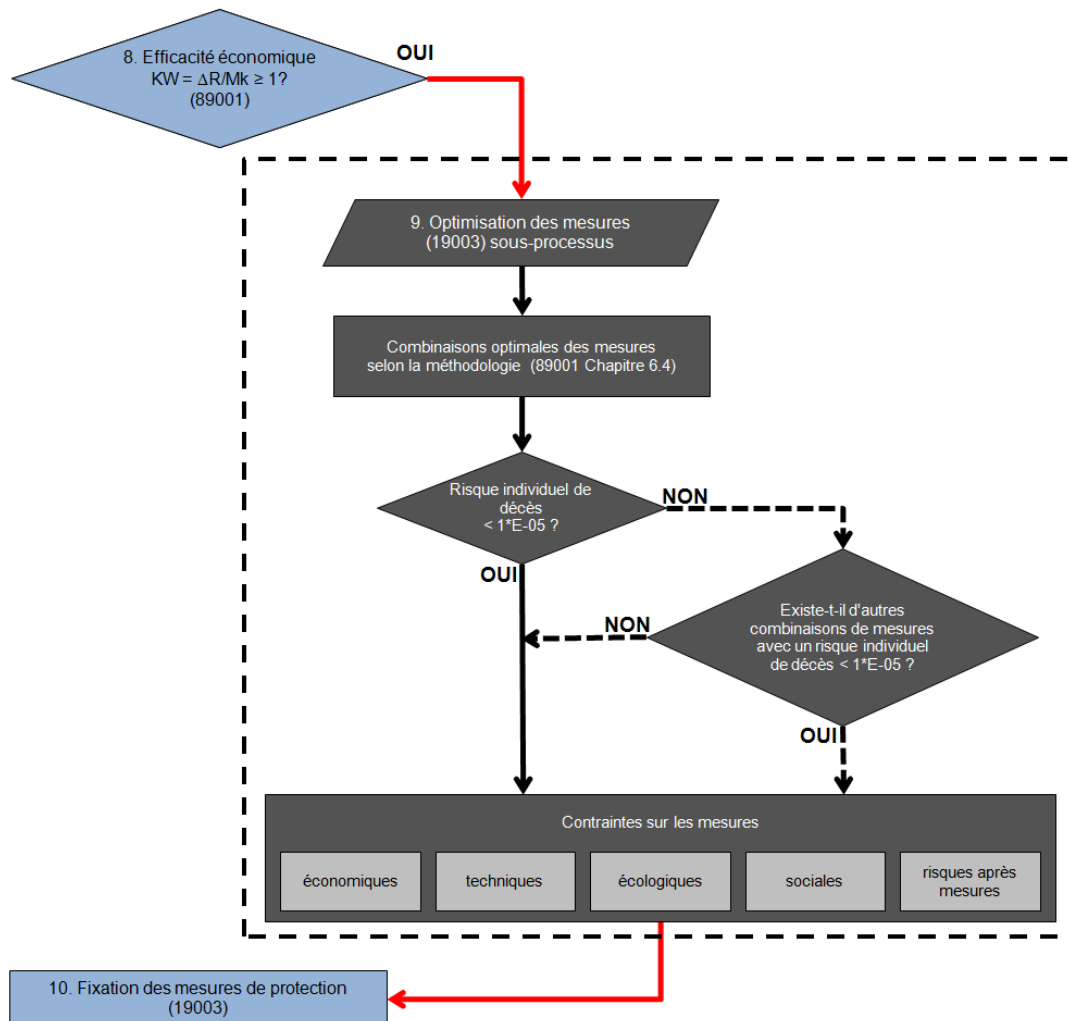 8. Efficacité économique
KW = ΔR/Mk ≥ 1?
(89001)
OUI
9. Optimisation des mesures
(19003) sous-processus
Combinaisons optimales des mesures
selon la méthodologie (89001 Chapitre 6.4)
Risque individuel de
décès
< 1*E-05 ?
NON
OUI
Existe-t-il d'autres
combinaisons de mesures
avec un risque individuel
de décès < 1*E-05 ?
NON
OUI
Contraintes sur les mesures
économiques
techniques
écologiques
sociales
risques après
mesures
10. Fixation des mesures de protection
(19003)